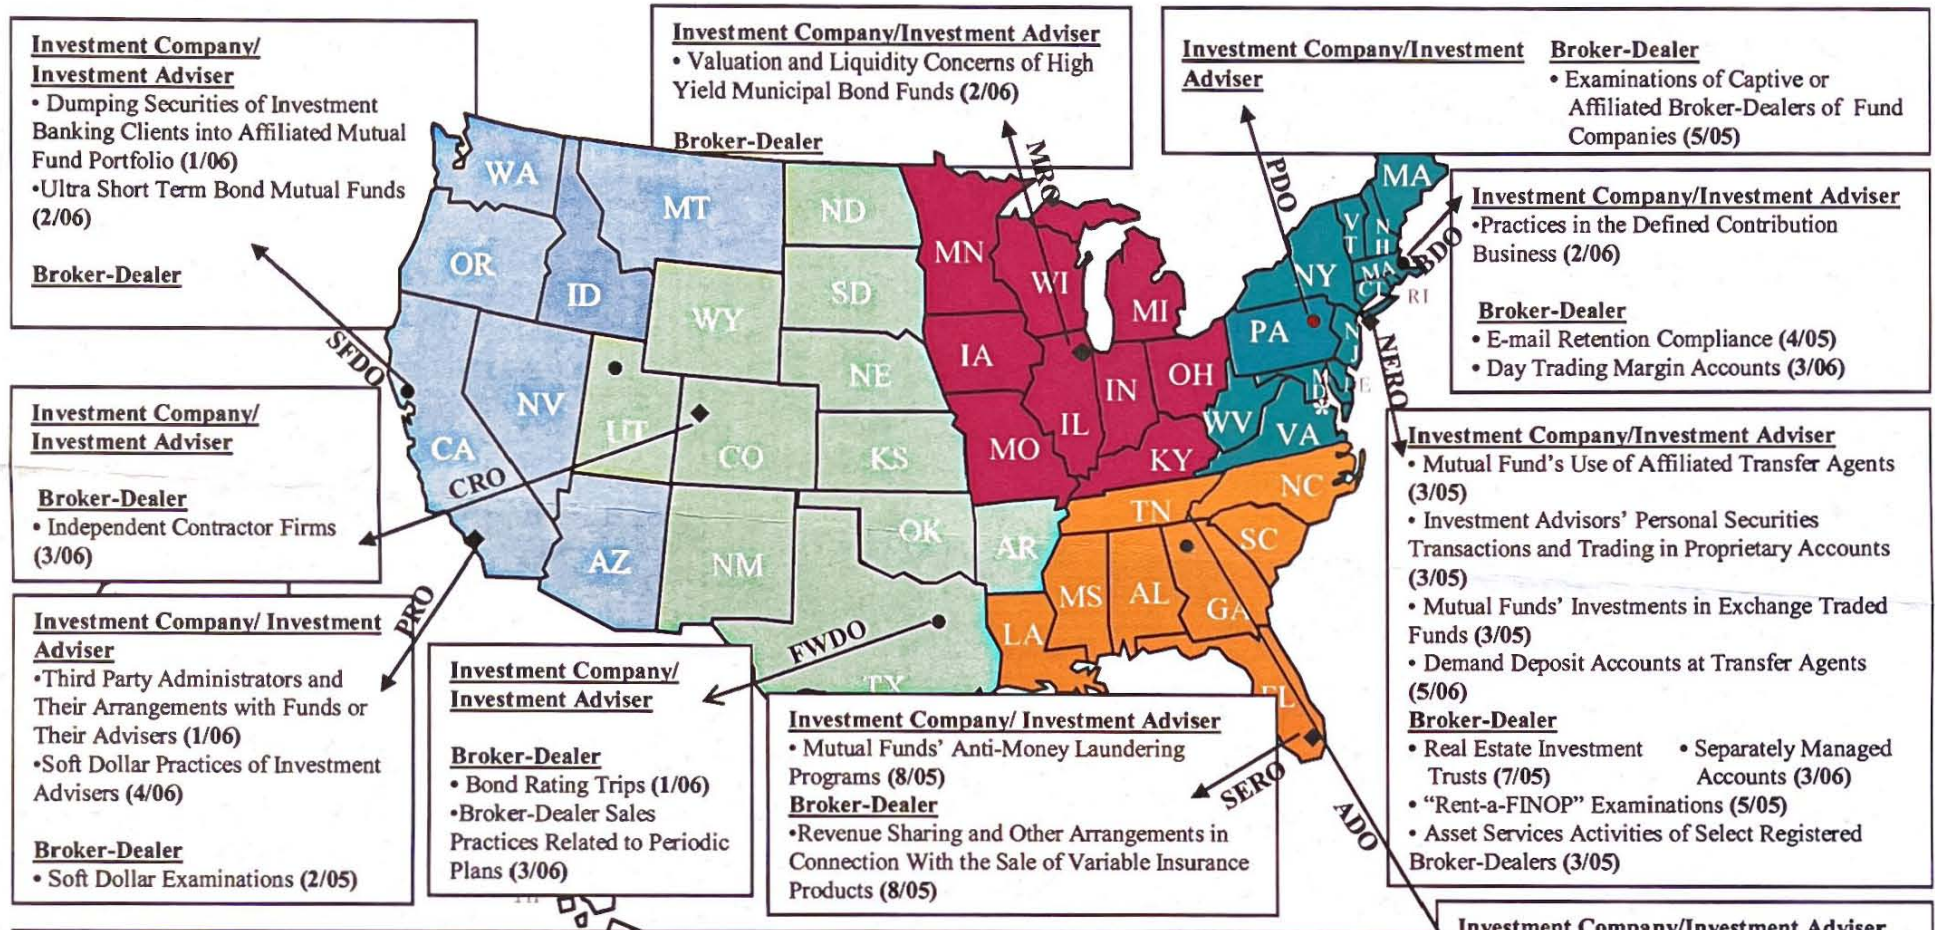 Investment Company/
Investment Adviser
• Dumping Securities of Investment
Banking Clients into Affiliated Mutual
Fund Portfolio (1/06)
•Ultra Short Term Bond Mutual Funds
(2/06)
Broker-Dealer
Investment Company/Investment Adviser
• Valuation and Liquidity Concerns of High
Yield Municipal Bond Funds (2/06)
Broker-Dealer
Investment Company/Investment
Adviser
Broker-Dealer
• Examinations of Captive or
Affiliated Broker-Dealers of Fund
Companies (5/05)
Investment Company/Investment Adviser
•Practices in the Defined Contribution
Business (2/06)
Broker-Dealer
• E-mail Retention Compliance (4/05)
• Day Trading Margin Accounts (3/06)
WA
MT
ND
MN
OR
ID
SD
WI
MI
WY
IA
NE
NV
UT
CO
KS
CA
MO
IL
IN
OH
KY
WV
VA
PA
NY
VT
NH
MA
MA
CT
RI
NJ
MD
DE
AZ
NM
OK
AR
TN
NC
SC
MS
AL
GA
LA
TX
FL
SFDO
MRO
PDO
BDO
NERO
CRO
PRO
FWDO
SERO
ADO
Investment Company/
Investment Adviser
Broker-Dealer
• Independent Contractor Firms
(3/06)
Investment Company/ Investment
Adviser
•Third Party Administrators and
Their Arrangements with Funds or
Their Advisers (1/06)
•Soft Dollar Practices of Investment
Advisers (4/06)
Broker-Dealer
• Soft Dollar Examinations (2/05)
Investment Company/
Investment Adviser
Broker-Dealer
• Bond Rating Trips (1/06)
•Broker-Dealer Sales
Practices Related to Periodic
Plans (3/06)
Investment Company/ Investment Adviser
• Mutual Funds' Anti-Money Laundering
Programs (8/05)
Broker-Dealer
•Revenue Sharing and Other Arrangements in
Connection With the Sale of Variable Insurance
Products (8/05)
Investment Company/Investment Adviser
• Mutual Fund's Use of Affiliated Transfer Agents
(3/05)
• Investment Advisors' Personal Securities
Transactions and Trading in Proprietary Accounts
(3/05)
• Mutual Funds' Investments in Exchange Traded
Funds (3/05)
• Demand Deposit Accounts at Transfer Agents
(5/06)
Broker-Dealer
• Real Estate Investment
Trusts (7/05)
• Separately Managed
Accounts (3/06)
• "Rent-a-FINOP" Examinations (5/05)
• Asset Services Activities of Select Registered
Broker-Dealers (3/05)
Investment Company/Investment Adviser